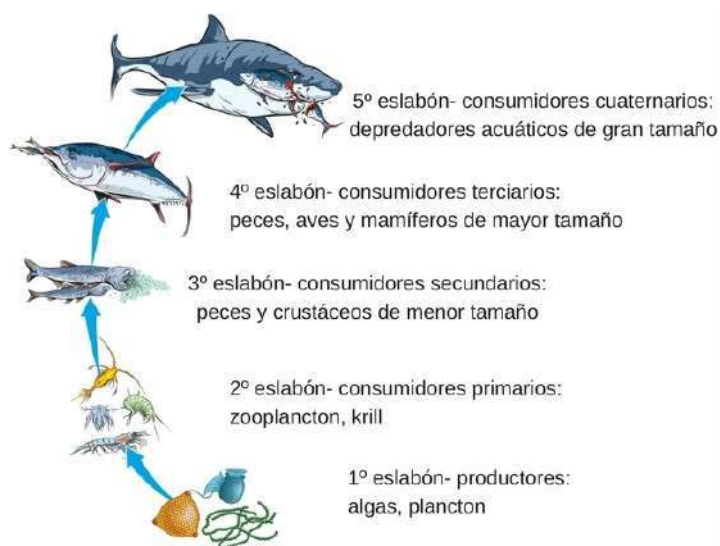 5º eslabón- consumidores cuaternarios:
depredadores acuáticos de gran tamaño
4º eslabón- consumidores terciarios:
peces, aves y mamíferos de mayor tamaño
3º eslabón- consumidores secundarios:
peces y crustáceos de menor tamaño
2º eslabón- consumidores primarios:
zooplancton, krill
1º eslabón- productores:
algas, plancton